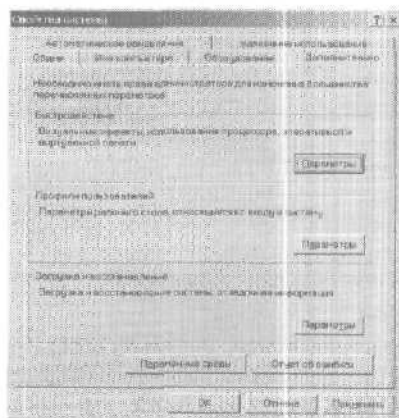 Свойства системы
Автоматическое обновление
Удаленное использование
Общие Имя компьютера Оборудование Дополнительно
Необходимо иметь права администратора для изменения большинства
перечисленных параметров.
Быстродействие
Визуальные эффекты, использование процессора, оперативной и
виртуальной памяти
Параметры
Профили пользователей
Параметры рабочего стола, относящиеся ко входу в систему
Параметры
Загрузка и восстановление
Загрузка и восстановление системы, отладочная информация
Параметры
Переменные среды
Отчет об ошибках
ОК Отмена Применить